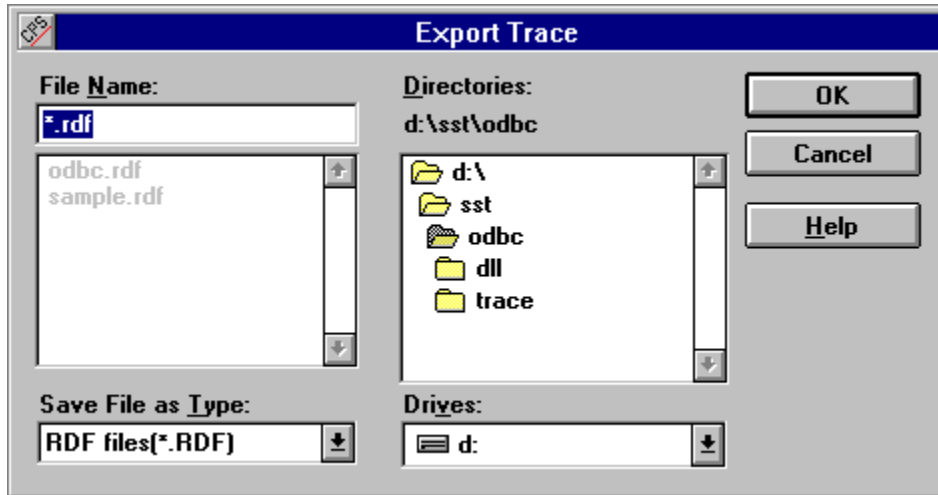 CPS
Export Trace
File Name:
*.rdf
odbc.rdf
sample.rdf
Save File as Type:
RDF files(*.RDF)
Directories:
d:\sst\odbc
d:\
sst
odbc
dll
trace
Drives:
d:
OK
Cancel
Help